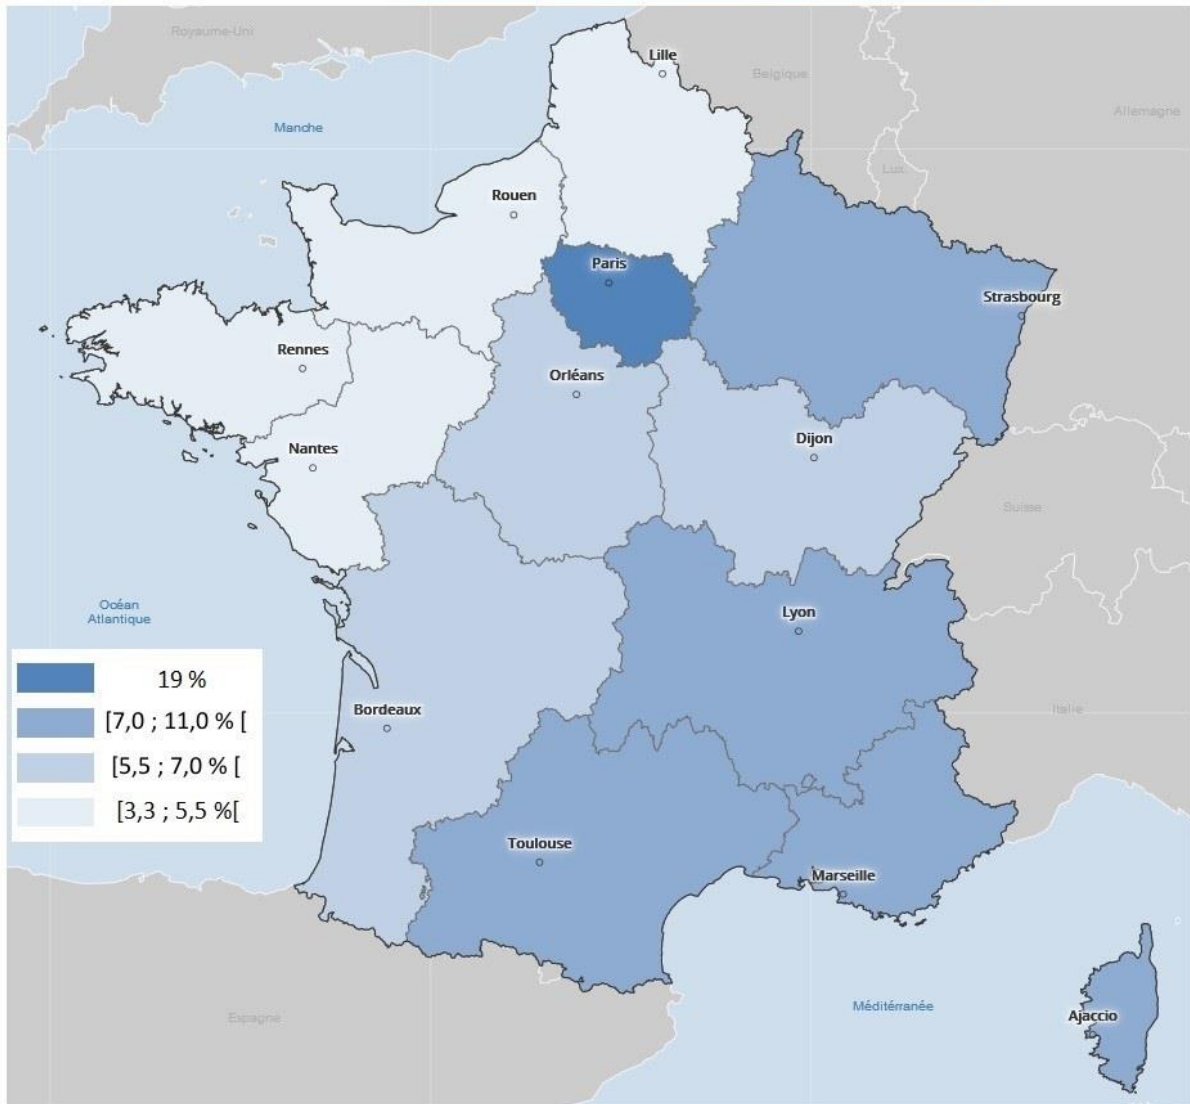 Royaume-Uni
Lille
Belgique
Allemagne
Manche
Lux.
Rouen
Paris
Strasbourg
Rennes
Orléans
Dijon
Nantes
Suisse
Océan
Atlantique
Lyon
19 %
[7,0 ; 11,0 % [
[5,5 ; 7,0 % [
[3,3 ; 5,5 %[
Bordeaux
Italie
Toulouse
Marseille
Méditérranée
Espagne
Ajaccio